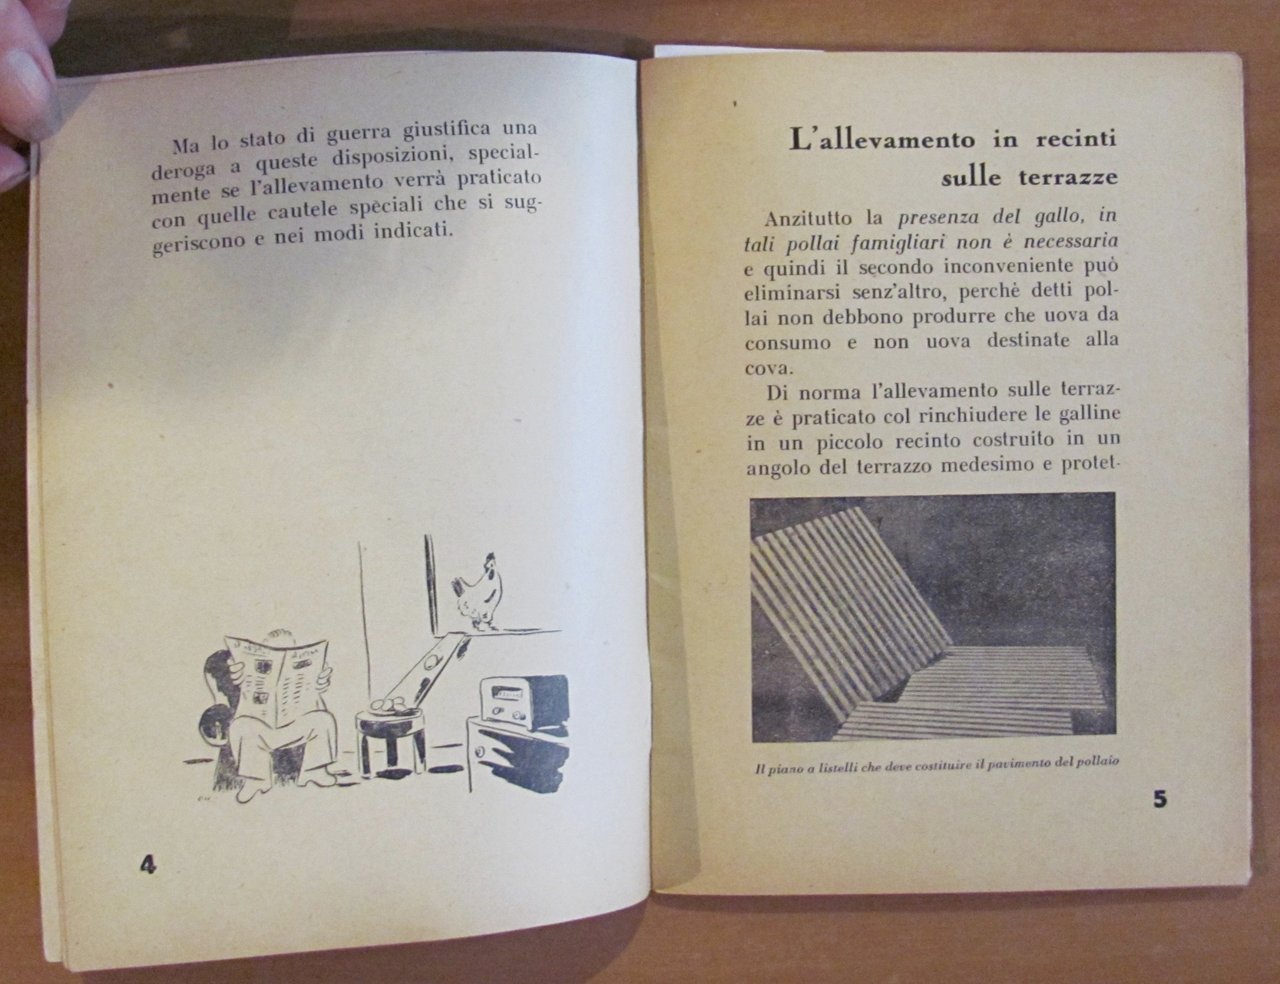 Ma lo stato di guerra giustifica una
deroga a queste disposizioni, special-
mente se l'allevamento verrà praticato
con quelle cautele speciali che si sug-
geriscono e nei modi indicati.
4
L'allevamento in recinti
sulle terrazze
Anzitutto la presenza del gallo, in
tali pollai famigliari non è necessaria
e quindi il secondo inconveniente può
eliminarsi senz'altro, perchè detti pol-
lai non debbono produrre che uova da
consumo e non uova destinate alla
cova.
Di norma l'allevamento sulle terraz-
ze è praticato col rinchiudere le galline
in un piccolo recinto costruito in un
angolo del terrazzo medesimo e protet-
Il piano a listelli che deve costituire il pavimento del pollaio
5